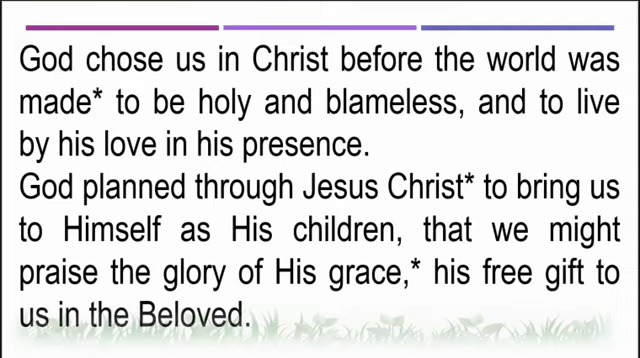 God chose us in Christ before the world was
made* to be holy and blameless, and to live
by his love in his presence.
God planned through Jesus Christ* to bring us
to Himself as His children, that we might
praise the glory of His grace,* his free gift to
us in the Beloved.